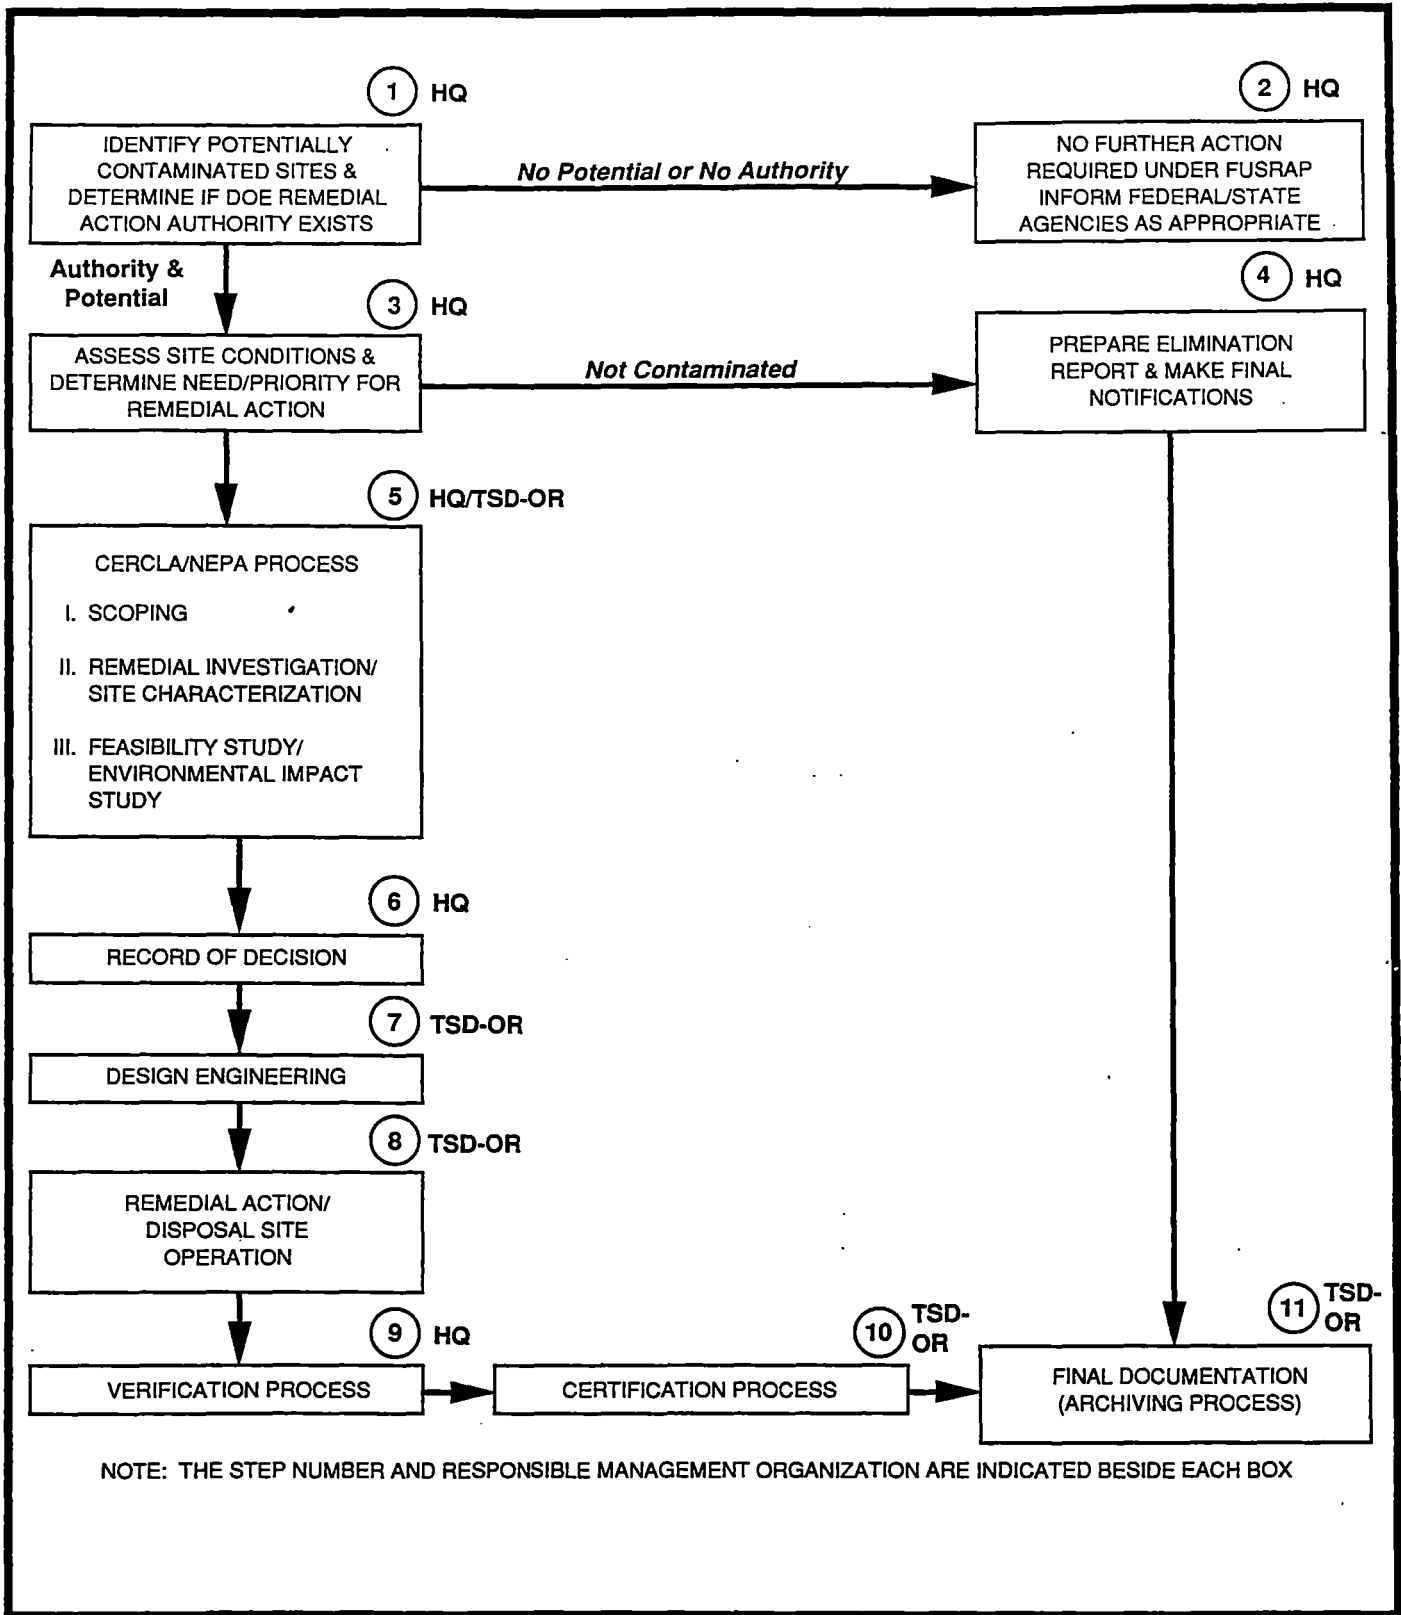 1 HQ
IDENTIFY POTENTIALLY
CONTAMINATED SITES &
DETERMINE IF DOE REMEDIAL
ACTION AUTHORITY EXISTS
No Potential or No Authority
2 HQ
NO FURTHER ACTION
REQUIRED UNDER FUSRAP
INFORM FEDERAL/STATE
AGENCIES AS APPROPRIATE
Authority &
Potential
3 HQ
ASSESS SITE CONDITIONS &
DETERMINE NEED/PRIORITY FOR
REMEDIAL ACTION
Not Contaminated
4 HQ
PREPARE ELIMINATION
REPORT & MAKE FINAL
NOTIFICATIONS
5 HQ/TSD-OR
CERCLA/NEPA PROCESS
I. SCOPING
II. REMEDIAL INVESTIGATION/
SITE CHARACTERIZATION
III. FEASIBILITY STUDY/
ENVIRONMENTAL IMPACT
STUDY
6 HQ
RECORD OF DECISION
7 TSD-OR
DESIGN ENGINEERING
8 TSD-OR
REMEDIAL ACTION/
DISPOSAL SITE
OPERATION
9 HQ
VERIFICATION PROCESS
10 TSD-
OR
CERTIFICATION PROCESS
11 TSD-
OR
FINAL DOCUMENTATION
(ARCHIVING PROCESS)
NOTE: THE STEP NUMBER AND RESPONSIBLE MANAGEMENT ORGANIZATION ARE INDICATED BESIDE EACH BOX